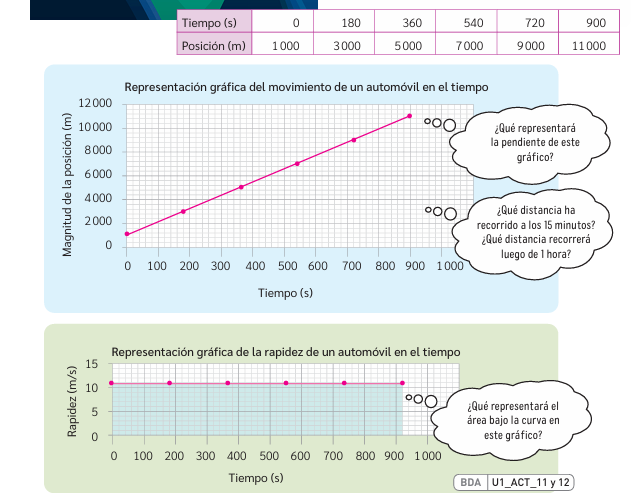 Tiempo (s) 0 180 360 540 720 900
Posición (m) 1 000 3 000 5 000 7 000 9 000 11 000
Representación gráfica del movimiento de un automóvil en el tiempo
Magnitud de la posición (m)
12 000
10 000
8 000
6 000
4 000
2 000
0
0 100 200 300 400 500 600 700 800 900 1 000
Tiempo (s)
¿Qué representará
la pendiente de este
gráfico?
¿Qué distancia ha
recorrido a los 15 minutos?
¿Qué distancia recorrerá
luego de 1 hora?
Representación gráfica de la rapidez de un automóvil en el tiempo
Rapidez (m/s)
15
10
5
0
0 100 200 300 400 500 600 700 800 900 1 000
Tiempo (s)
¿Qué representará el
área bajo la curva en
este gráfico?
BDA U1_ACT_11 y 12